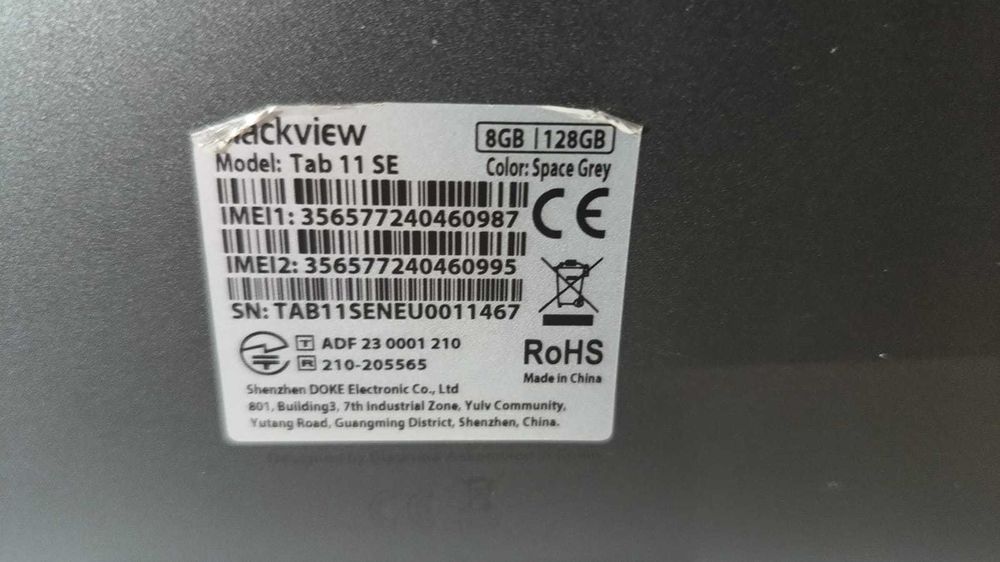 lackview
8GB | 128GB
Model: Tab 11 SE
Color: Space Grey
IMEI1: 356577240460987
CE
IMEI2: 356577240460995
SN: TAB11SENEU0011467
T ADF 23 0001 210
R 210-205565
RoHS
Made in China
Shenzhen DOKE Electronic Co., Ltd
801, Building3, 7th Industrial Zone, Yulv Community,
Yutang Road, Guangming District, Shenzhen, China.